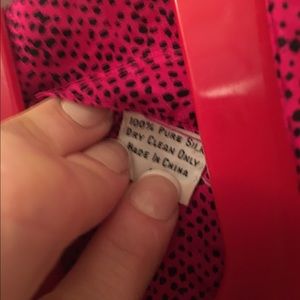 100% PURE SILK
DRY CLEAN ONLY
MADE IN CHINA